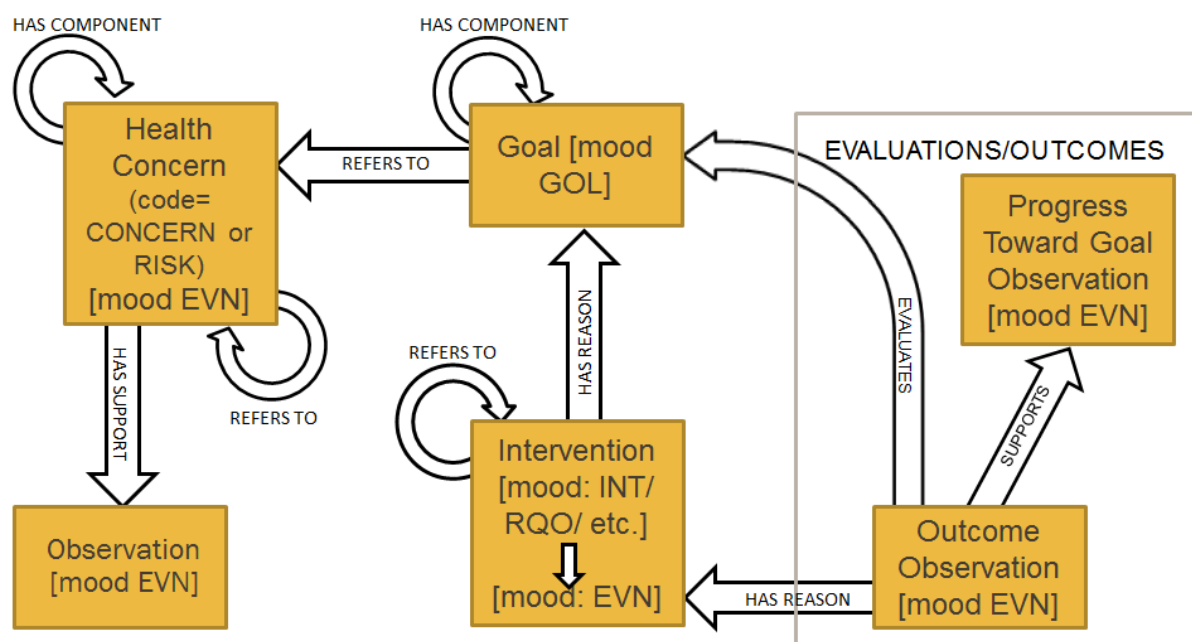 HAS COMPONENT
HAS COMPONENT
Health
Concern
(code=
CONCERN or
RISK)
[mood EVN]
REFERS TO
Goal [mood
GOL]
EVALUATIONS/OUTCOMES
Progress
Toward Goal
Observation
[mood EVN]
HAS SUPPORT
REFERS TO
HAS REASON
REFERS TO
EVALUATES
SUPPORTS
Observation
[mood EVN]
Intervention
[mood: INT/
RQO/ etc.]
[mood: EVN]
HAS REASON
Outcome
Observation
[mood EVN]